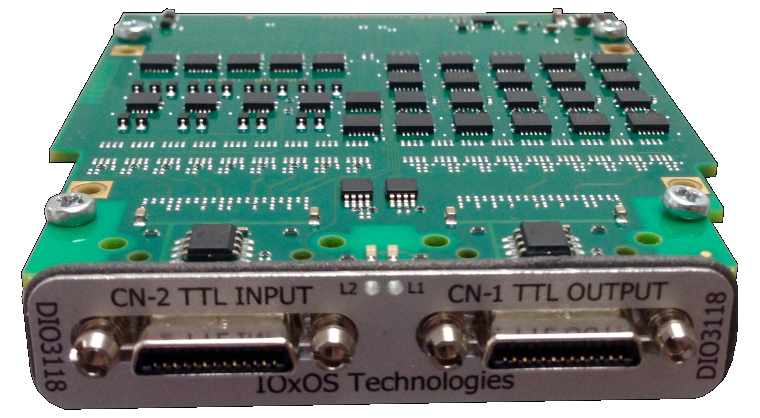 CN-2 TTL INPUT
L2
L1
CN-1 TTL OUTPUT
DIO3118
DIO3118
IOxOS Technologies